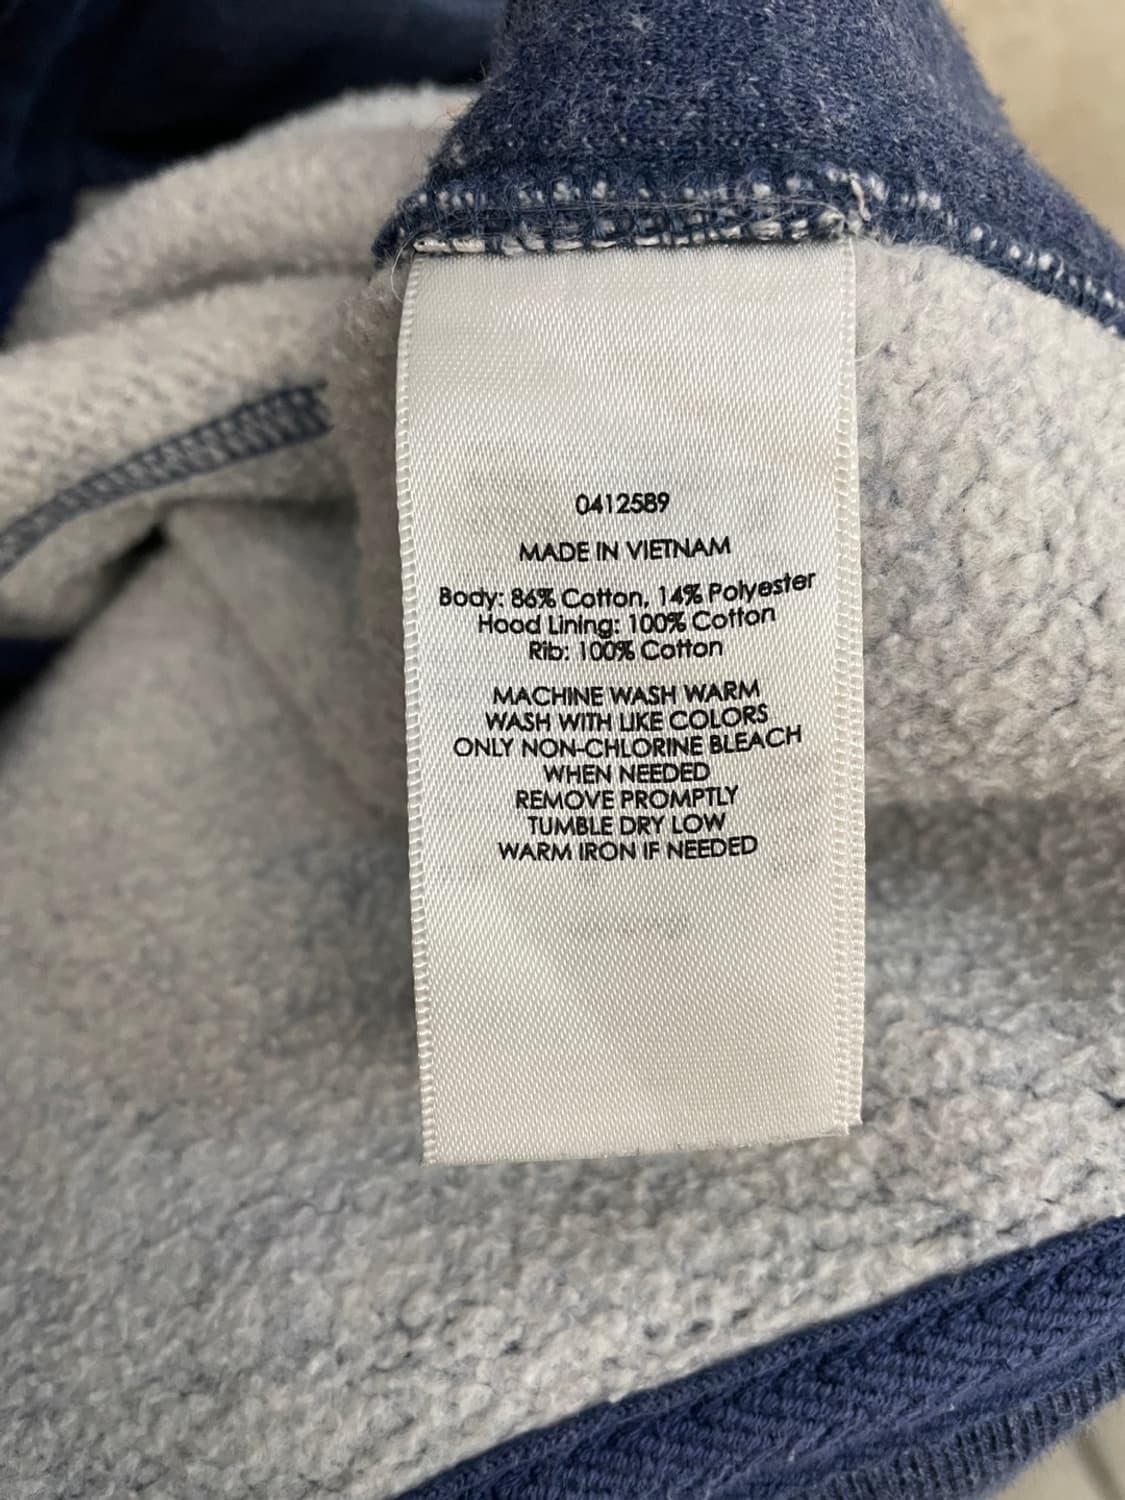 0412589
MADE IN VIETNAM
Body: 86% Cotton, 14% Polyester
Hood Lining: 100% Cotton
Rib: 100% Cotton
MACHINE WASH WARM
WASH WITH LIKE COLORS
ONLY NON-CHLORINE BLEACH
WHEN NEEDED
REMOVE PROMPTLY
TUMBLE DRY LOW
WARM IRON IF NEEDED